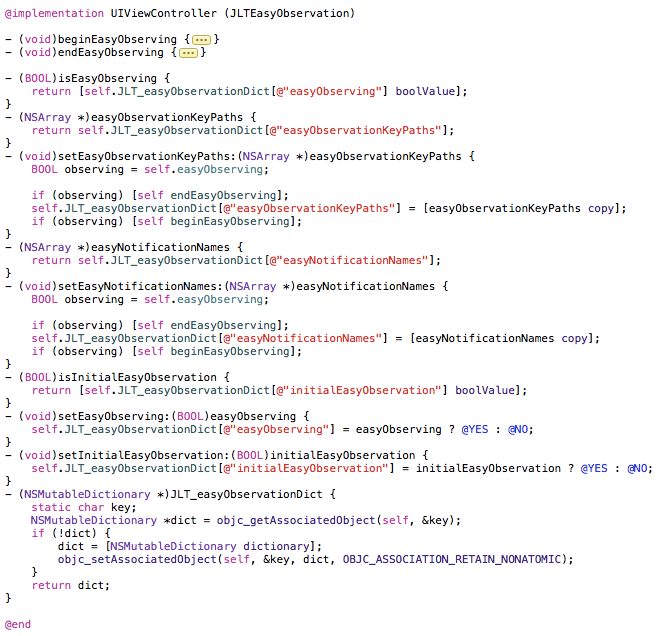 @implementation UIViewController (JLTEasyObservation)

- (void)beginEasyObserving {...}
- (void)endEasyObserving {...}

- (BOOL)isEasyObserving {
    return [self.JLT_easyObservationDict[@"easyObserving"] boolValue];
}
- (NSArray *)easyObservationKeyPaths {
    return self.JLT_easyObservationDict[@"easyObservationKeyPaths"];
}
- (void)setEasyObservationKeyPaths:(NSArray *)easyObservationKeyPaths {
    BOOL observing = self.easyObserving;

    if (observing) [self endEasyObserving];
    self.JLT_easyObservationDict[@"easyObservationKeyPaths"] = [easyObservationKeyPaths copy];
    if (observing) [self beginEasyObserving];
}
- (NSArray *)easyNotificationNames {
    return self.JLT_easyObservationDict[@"easyNotificationNames"];
}
- (void)setEasyNotificationNames:(NSArray *)easyNotificationNames {
    BOOL observing = self.easyObserving;

    if (observing) [self endEasyObserving];
    self.JLT_easyObservationDict[@"easyNotificationNames"] = [easyNotificationNames copy];
    if (observing) [self beginEasyObserving];
}
- (BOOL)isInitialEasyObservation {
    return [self.JLT_easyObservationDict[@"initialEasyObservation"] boolValue];
}
- (void)setEasyObserving:(BOOL)easyObserving {
    self.JLT_easyObservationDict[@"easyObserving"] = easyObserving ? @YES : @NO;
}
- (void)setInitialEasyObservation:(BOOL)initialEasyObservation {
    self.JLT_easyObservationDict[@"initialEasyObservation"] = initialEasyObservation ? @YES : @NO;
}
- (NSMutableDictionary *)JLT_easyObservationDict {
    static char key;
    NSMutableDictionary *dict = objc_getAssociatedObject(self, &key);
    if (!dict) {
        dict = [NSMutableDictionary dictionary];
        objc_setAssociatedObject(self, &key, dict, OBJC_ASSOCIATION_RETAIN_NONATOMIC);
    }
    return dict;
}

@end